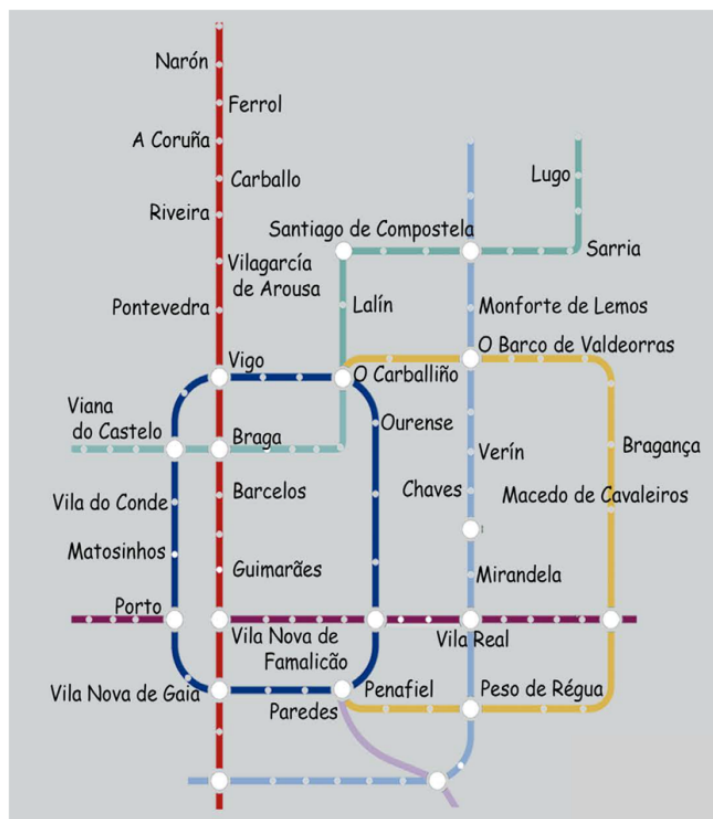 Narón
Ferrol
A Coruña
Carballo
Lugo
Riveira
Santiago de Compostela
Sarria
Vilagarcía
de Arousa
Pontevedra
Lalín
Monforte de Lemos
O Barco de Valdeorras
Vigo
O Carballiño
Viana
do Castelo
Ourense
Braga
Verín
Bragança
Barcelos
Chaves
Macedo de Cavaleiros
Vila do Conde
Matosinhos
Guimarães
Mirandela
Porto
Vila Nova de
Famalicão
Vila Real
Vila Nova de Gaia
Penafiel
Peso de Régua
Paredes